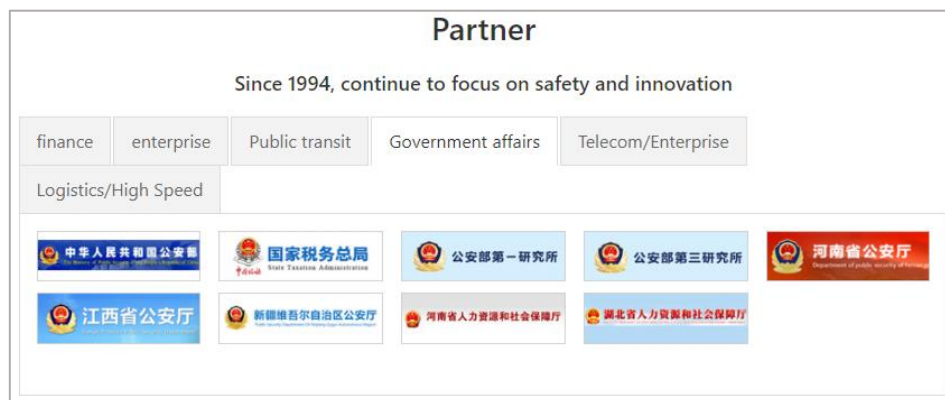 Partner
Since 1994, continue to focus on safety and innovation
finance
enterprise
Public transit
Government affairs
Telecom/Enterprise
Logistics/High Speed
中华人民共和国公安部
国家税务总局
State Taxation Administration
公安部第一研究所
公安部第三研究所
河南省公安厅
Department of public security of
江西省公安厅
新疆维吾尔自治区公安厅
河南省人力资源和社会保障厅
湖北省人力资源和社会保障厅